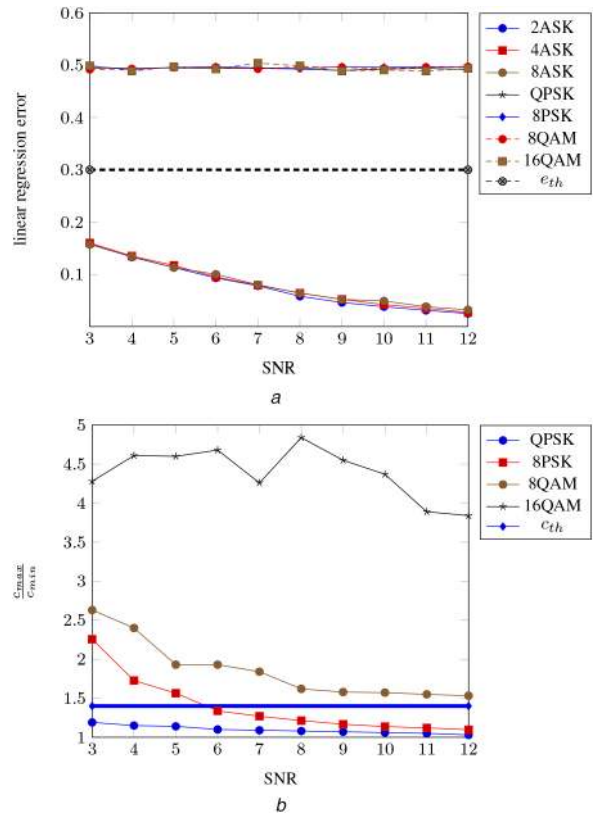 0.6
0.5
0.4
0.3
0.2
0.1
linear regression error
3 4 5 6 7 8 9 10 11 12
SNR
2ASK
4ASK
8ASK
QPSK
8PSK
8QAM
16QAM
e_th
a
5
4.5
4
3.5
3
2.5
2
1.5
1
c_max
c_min
3 4 5 6 7 8 9 10 11 12
SNR
QPSK
8PSK
8QAM
16QAM
c_th
b